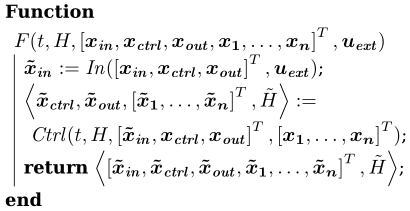 Function
F(t, H, [x_in, x_ctrl, x_out, x_1, . . . , x_n]^T , u_ext)
x̃_in := In([x_in, x_ctrl, x_out]^T , u_ext);
⟨x̃_ctrl, x̃_out, [x̃_1, . . . , x̃_n]^T , H̃⟩ :=
Ctrl(t, H, [x̃_in, x_ctrl, x_out]^T , [x_1, . . . , x_n]^T);
return ⟨[x̃_in, x̃_ctrl, x̃_out, x̃_1, . . . , x̃_n]^T , H̃⟩;
end